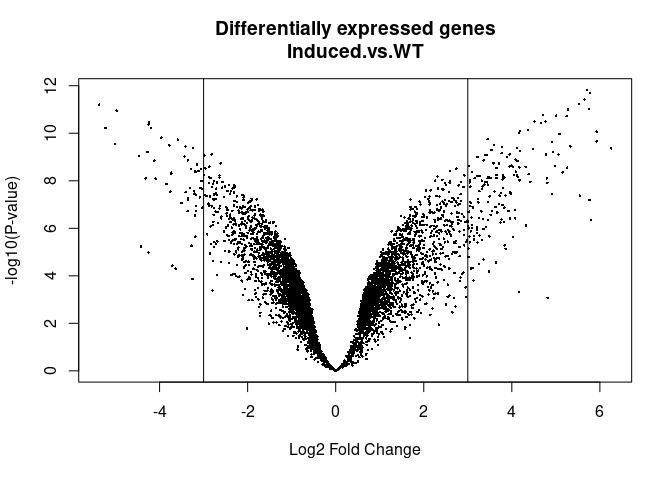 Differentially expressed genes
Induced.vs.WT
-log10(P-value)
12
10
8
6
4
2
0
-4 -2 0 2 4 6
Log2 Fold Change